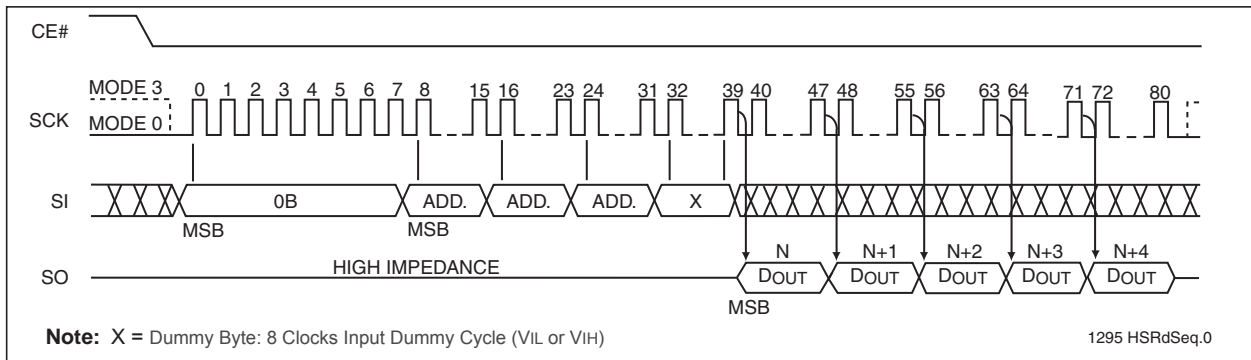 CE#
MODE 3 0 1 2 3 4 5 6 7 8 15 16 23 24 31 32 39 40 47 48 55 56 63 64 71 72 80
SCK MODE 0
SI 0B ADD. ADD. ADD. X
MSB MSB
N N+1 N+2 N+3 N+4
SO HIGH IMPEDANCE DOUT DOUT DOUT DOUT DOUT
MSB
Note: X = Dummy Byte: 8 Clocks Input Dummy Cycle (VIL or VIH) 1295 HSRdSeq.0